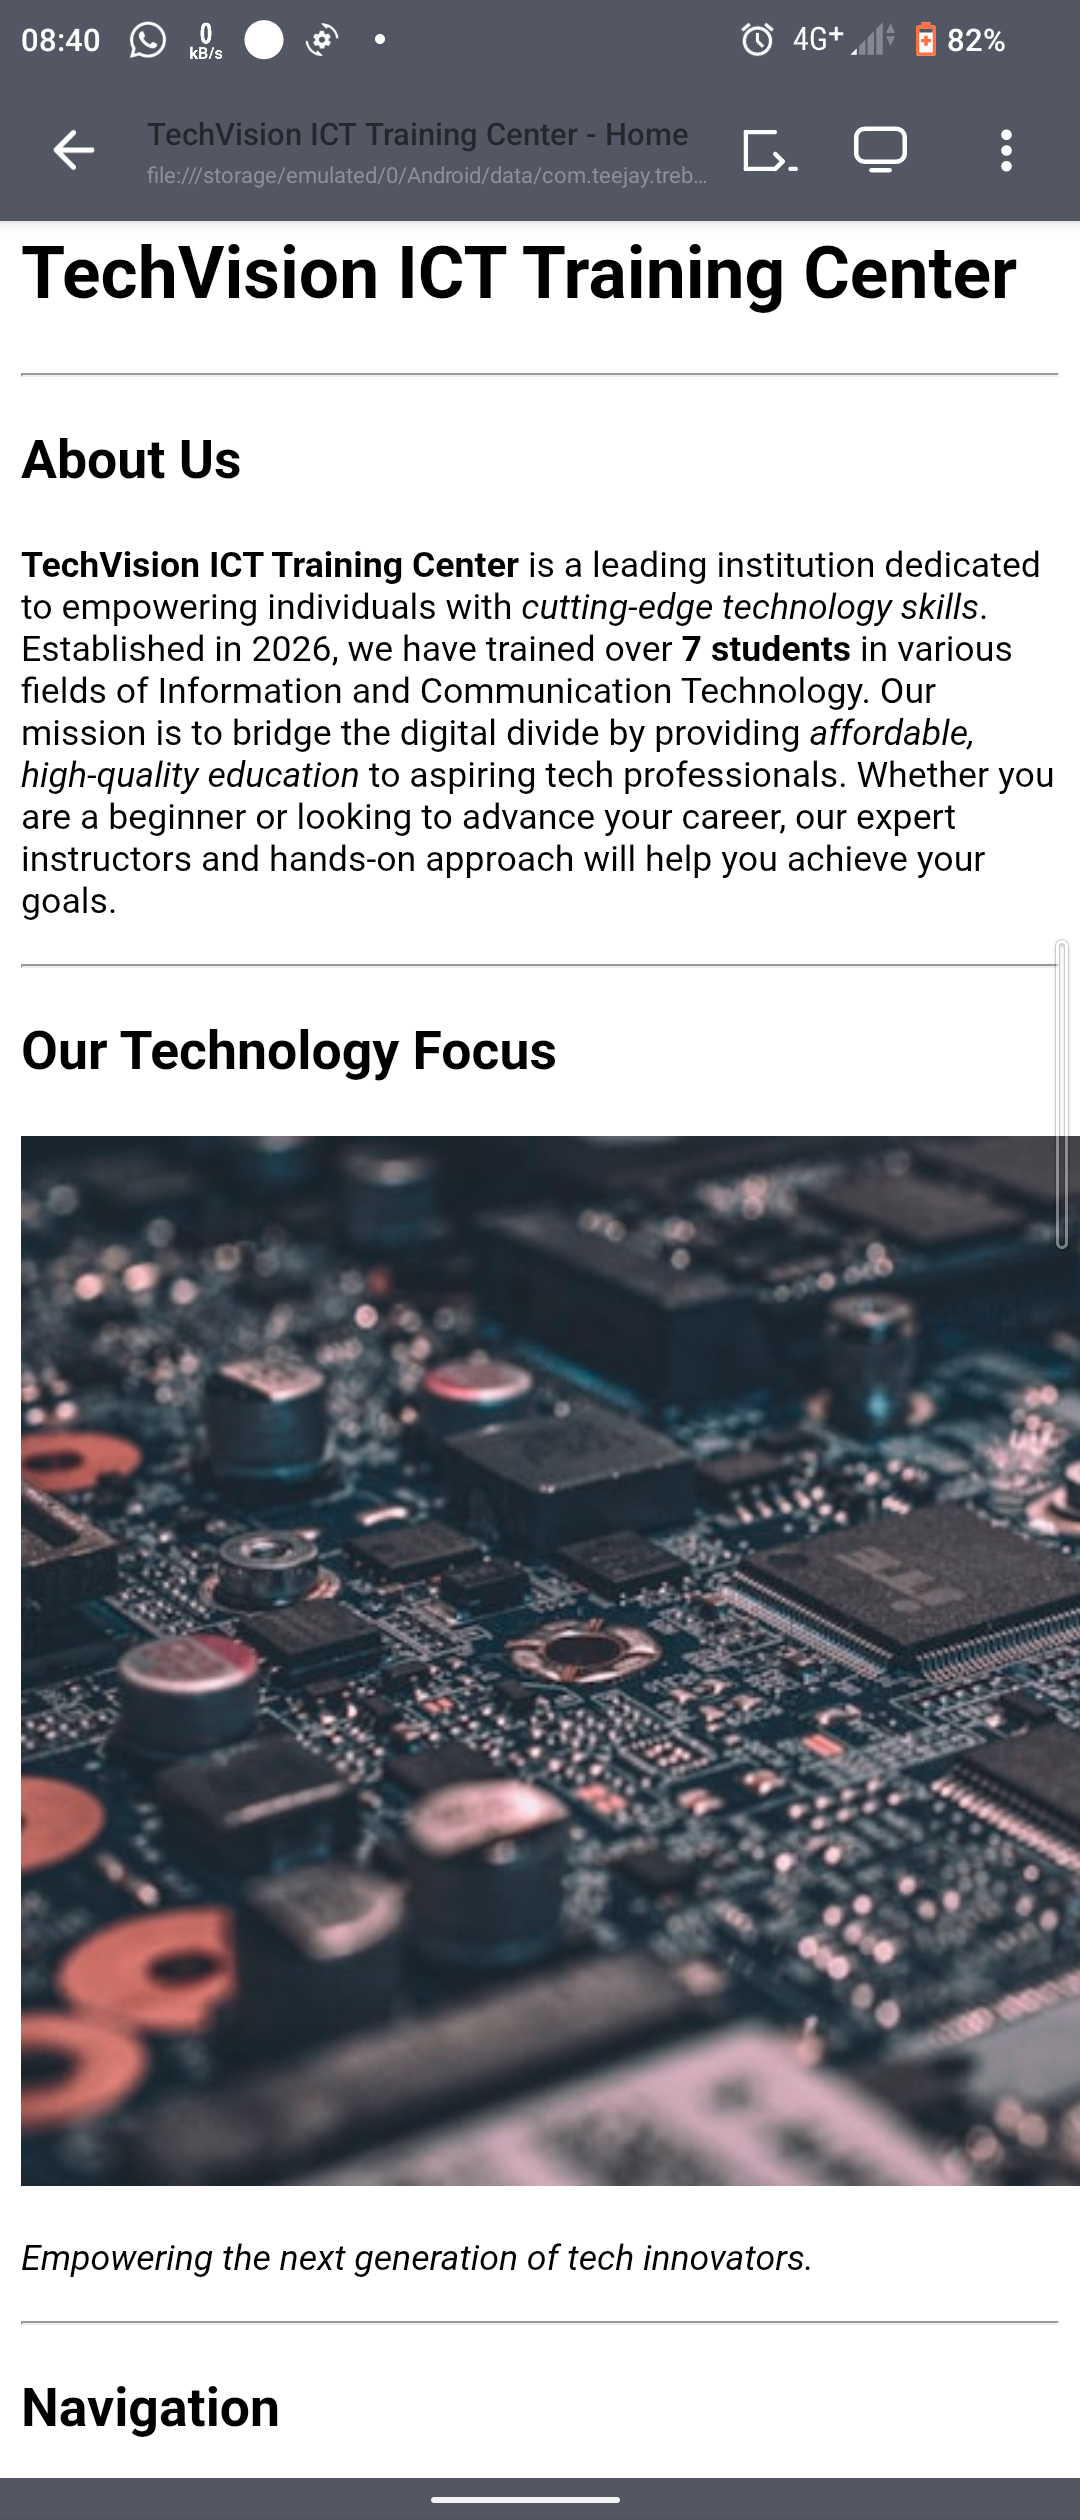 08:40
0
kB/s
4G+
82%
TechVision ICT Training Center - Home
file:///storage/emulated/0/Android/data/com.teejay.treb...
TechVision ICT Training Center
About Us
TechVision ICT Training Center is a leading institution dedicated
to empowering individuals with cutting-edge technology skills.
Established in 2026, we have trained over 7 students in various
fields of Information and Communication Technology. Our
mission is to bridge the digital divide by providing affordable,
high-quality education to aspiring tech professionals. Whether you
are a beginner or looking to advance your career, our expert
instructors and hands-on approach will help you achieve your
goals.
Our Technology Focus
Empowering the next generation of tech innovators.
Navigation